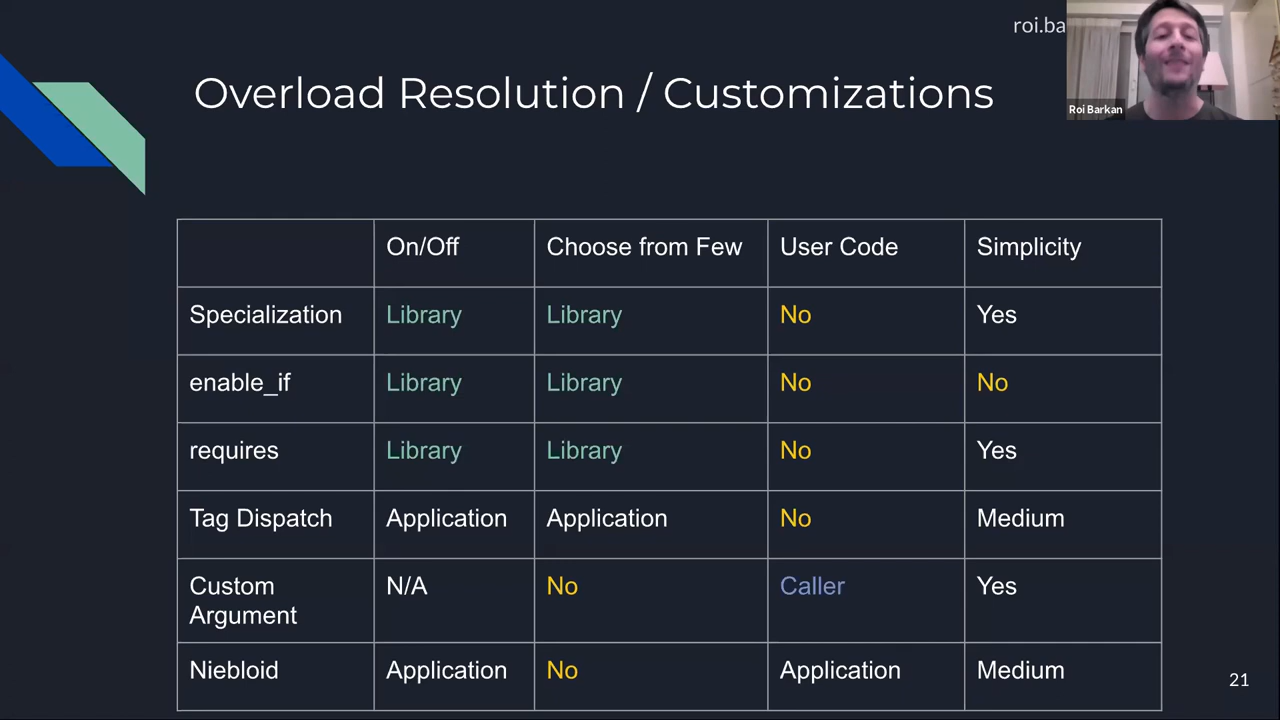 roi.ba
Roi Barkan
Overload Resolution / Customizations
On/Off Choose from Few User Code Simplicity
Specialization Library Library No Yes
enable_if Library Library No No
requires Library Library No Yes
Tag Dispatch Application Application No Medium
Custom Argument N/A No Caller Yes
Niebloid Application No Application Medium
21